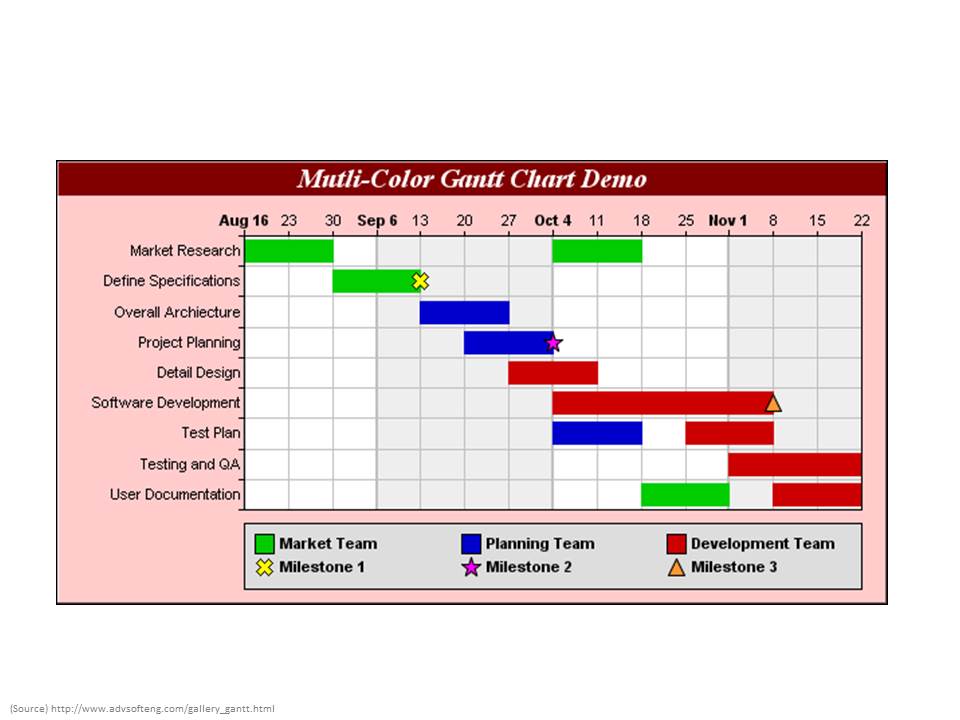 Mutli-Color Gantt Chart Demo
Aug 16 23 30 Sep 6 13 20 27 Oct 4 11 18 25 Nov 1 8 15 22
Market Research
Define Specifications
Overall Archiecture
Project Planning
Detail Design
Software Development
Test Plan
Testing and QA
User Documentation
Market Team Planning Team Development Team
Milestone 1 Milestone 2 Milestone 3
(Source) http://www.advsofteng.com/gallery_gantt.html